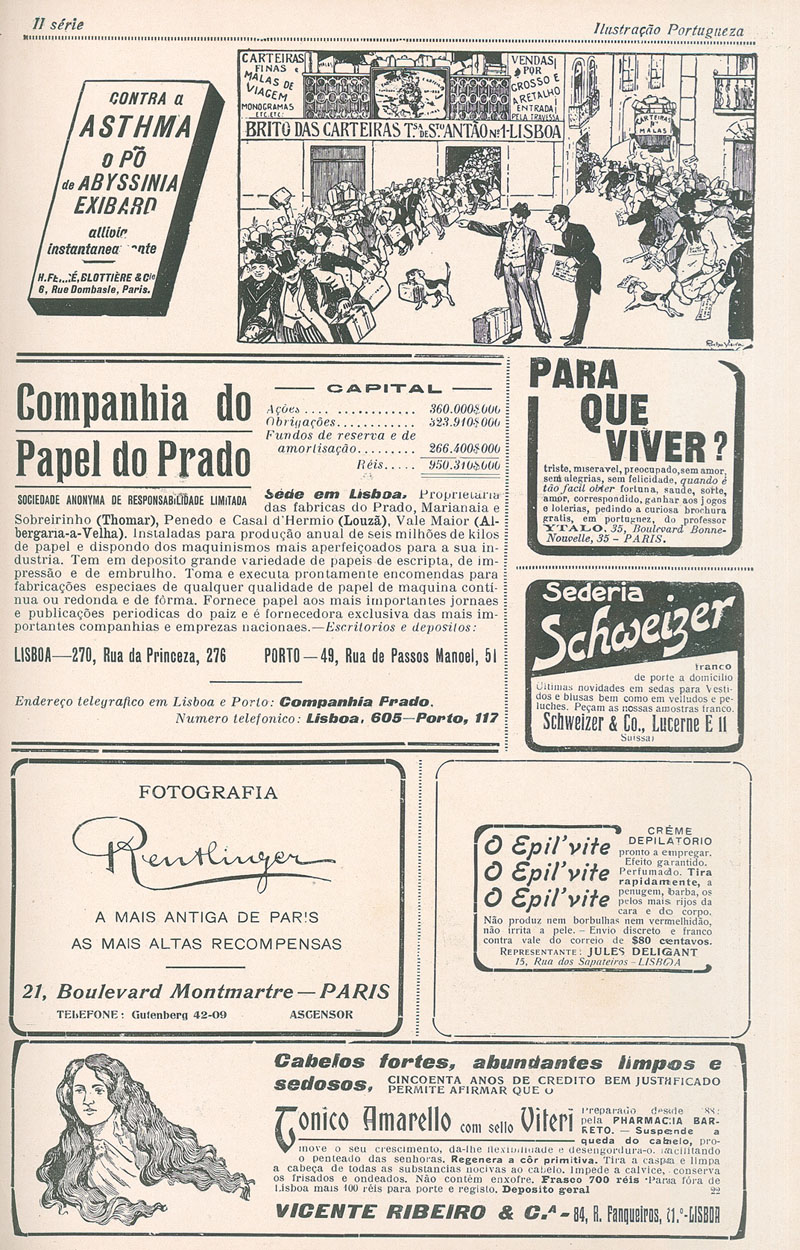 II série
Ilustração Portugueza
CONTRA a
ASTHMA
o PÓ
de ABYSSINIA
EXIBARD
allivio
instantanea
6, Rue Dombasle, Paris.
CARTEIRAS
FINAS e
MALAS DE
VIAGEM
MONOGRAMAS
ETC. ETC.
VENDAS
POR
GROSSO E
A RETALHO
ENTRADA
PELA TRAVESSA
BRITO DAS CARTEIRAS Tª DE Stº ANTÃO Nº 1-LISBOA
CARTEIRAS
MALAS
Companhia do
Papel do Prado
SOCIEDADE ANONYMA DE RESPONSABILIDADE LIMITADA
CAPITAL
Ações .... ............ 360.000$000
Obrigações............ 323.910$000
Fundos de reserva e de
amortisação......... 266.400$000
Réis..... 950.310$000
Séde em Lisboa. Proprietaria
das fabricas do Prado, Marianaia e
Sobreirinho (Thomar), Penedo e Casal d'Hermio (Louzã), Vale Maior (Al-
bergaria-a-Velha). Instaladas para produção anual de seis milhões de kilos
de papel e dispondo dos maquinismos mais aperfeiçoados para a sua in-
dustria. Tem em deposito grande variedade de papeis de escripta, de im-
pressão e de embrulho. Toma e executa prontamente encomendas para
fabricações especiaes de qualquer qualidade de papel de maquina conti-
nua ou redonda e de fôrma. Fornece papel aos mais importantes jornaes
e publicações periodicas do paiz e é fornecedora exclusiva das mais im-
portantes companhias e emprezas nacionaes.—Escritorios e depositos:
LISBOA—270, Rua da Princeza, 276 PORTO—49, Rua de Passos Manoel, 51
Endereço telegrafico em Lisboa e Porto: Companhia Prado.
Numero telefonico: Lisboa, 605—Porto, 117
PARA
QUE
VIVER?
triste, miseravel, preocupado, sem amor,
sem alegrias, sem felicidade, quando é
tão facil obter fortuna, saude, sorte,
amor, correspondido, ganhar aos jogos
e loterias, pedindo a curiosa brochura
gratis, em portuguez, do professor
YTALO, 35, Boulevard Bonne-
Nouvelle, 35 - PARIS.
Sederia
Schweizer
franco
de porte a domicilio
Ultimas novidades em sedas para Vesti-
dos e blusas bem como em velludos e pe-
luches. Peçam as nossas amostras franco.
Schweizer & Co., Lucerne E 11
Suissa)
FOTOGRAFIA
Reutlinger
A MAIS ANTIGA DE PARIS
AS MAIS ALTAS RECOMPENSAS
21, Boulevard Montmartre—PARIS
TELEFONE: Gutenberg 42-09 ASCENSOR
O Epil'vite
O Epil'vite
O Epil'vite
CRÈME
DEPILATORIO
pronto a empregar.
Efeito garantido.
Perfumado. Tira
rapidamente, a
penugem, barba, os
pelos mais rijos da
cara e do corpo.
Não produz nem borbulhas nem vermelhidão,
não irrita a pele. - Envio discreto e franco
contra vale do correio de $80 centavos.
REPRESENTANTE: JULES DELIGANT
15, Rua dos Sapateiros - LISBOA
Cabelos fortes, abundantes limpos e
sedosos, CINCOENTA ANOS DE CREDITO BEM JUSTIFICADO
PERMITE AFIRMAR QUE O
Tonico Amarello com sello Viteri
Preparado desde
pela PHARMACIA BAR-
RETO. — Suspende a
queda do cabelo, pro-
move o seu crescimento, da-lhe flexibilidade e desengordura-o, facilitando
o penteado das senhoras. Regenera a côr primitiva. Tira a caspa e limpa
a cabeça de todas as substancias nocivas ao cabelo. Impede a calvice, conserva
os frisados e ondeados. Não contém enxofre. Frasco 700 réis Para fóra de
Lisboa mais 100 réis para porte e registo. Deposito geral 22
VICENTE RIBEIRO & C.ª - 84, R. Fanqueiros, 1.º-LISBOA